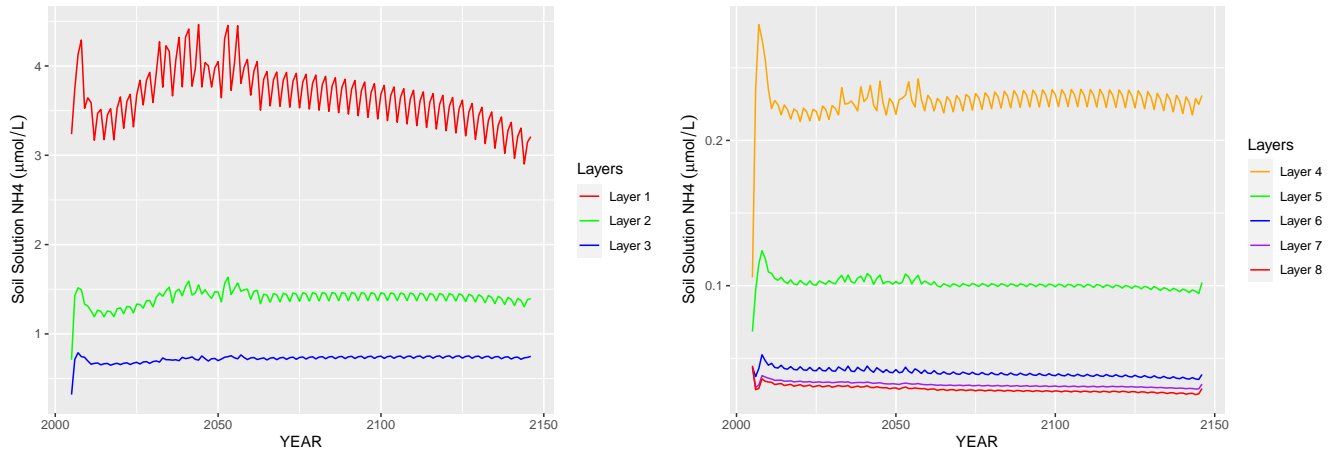 Soil Solution NH4 (μmol/L)
4
3
2
1
2000
2050
2100
2150
YEAR
Layers
Layer 1
Layer 2
Layer 3
Soil Solution NH4 (μmol/L)
0.2
0.1
2000
2050
2100
2150
YEAR
Layers
Layer 4
Layer 5
Layer 6
Layer 7
Layer 8